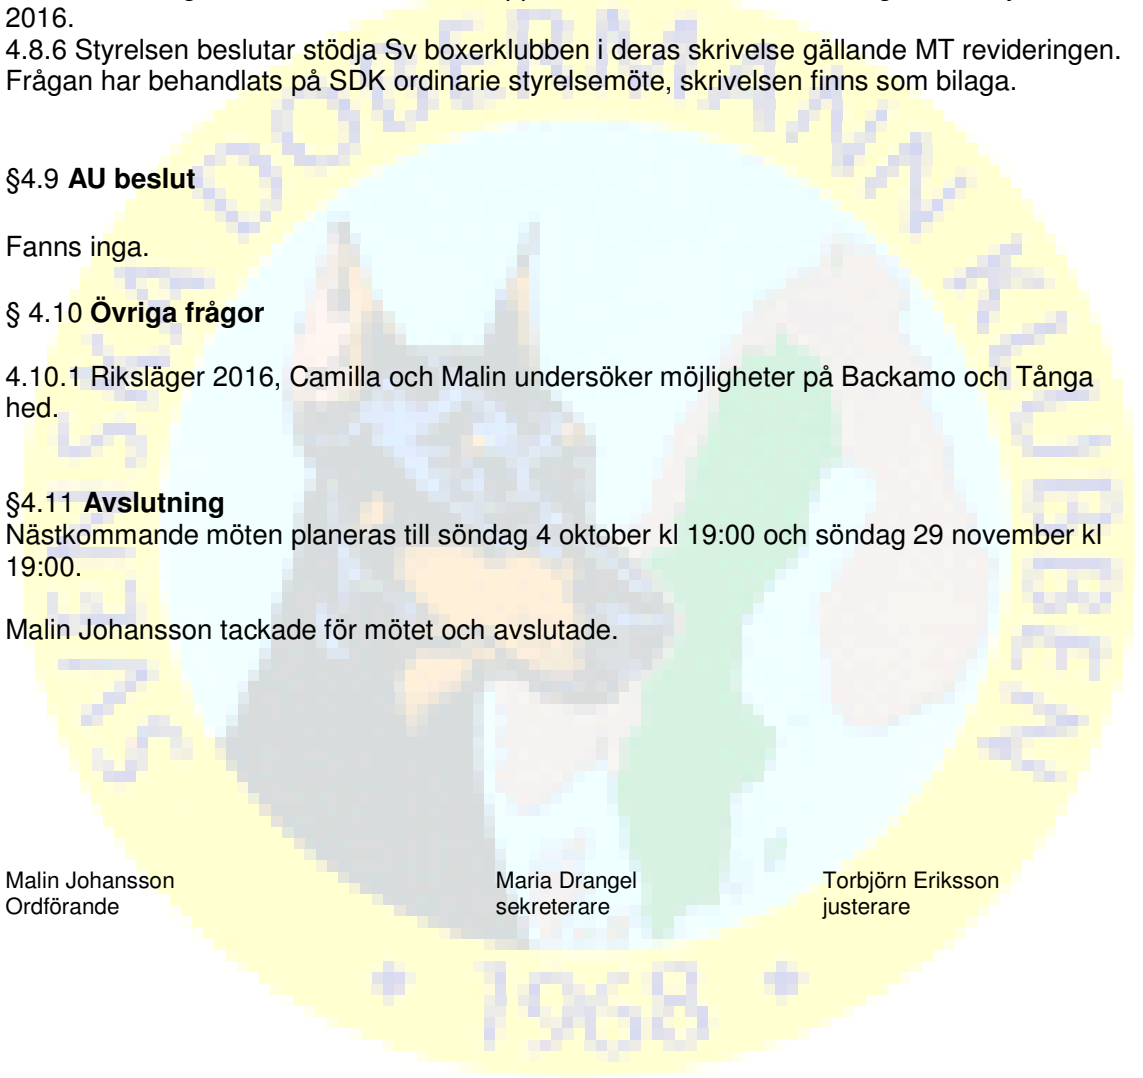 2016.
4.8.6 Styrelsen beslutar stödja Sv boxerklubben i deras skrivelse gällande MT revideringen.
Frågan har behandlats på SDK ordinarie styrelsemöte, skrivelsen finns som bilaga.
§4.9 AU beslut
Fanns inga.
§ 4.10 Övriga frågor
4.10.1 Riksläger 2016, Camilla och Malin undersöker möjligheter på Backamo och Tånga
hed.
§4.11 Avslutning
Nästkommande möten planeras till söndag 4 oktober kl 19:00 och söndag 29 november kl
19:00.
Malin Johansson tackade för mötet och avslutade.
Malin Johansson Maria Drangel Torbjörn Eriksson
Ordförande sekreterare justerare
SVENSKA DOBERMANN KLUBBEN
1968